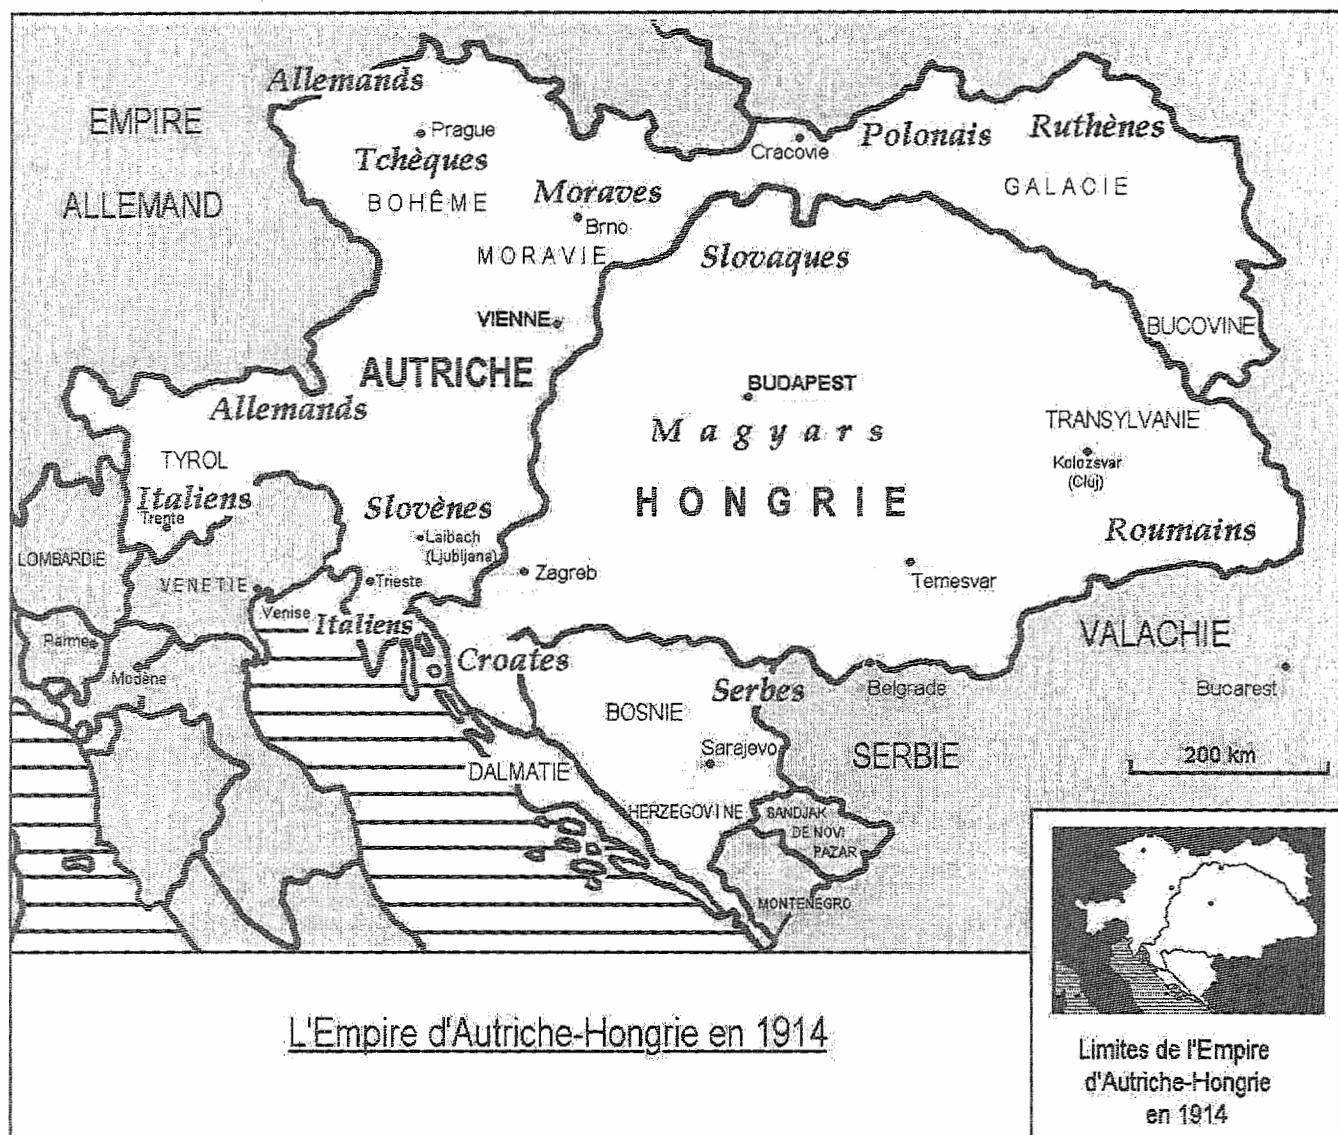 Allemands
EMPIRE
ALLEMAND
Prague
Tchèques
BOHÊME
Moraves
Brno
MORAVIE
Cracovie
Polonais
Ruthènes
GALACIE
Slovaques
VIENNE
AUTRICHE
BUCOVINE
Allemands
BUDAPEST
Magyars
HONGRIE
TRANSYLVANIE
Kolozsvar
(Cluj)
Roumains
TYROL
Italiens
Trente
Slovènes
Laibach
(Ljubljana)
LOMBARDIE
VENETIE
Trieste
Zagreb
Temesvar
Venise
Italiens
Parme
Modène
Croates
VALACHIE
Bucarest
Serbes
Belgrade
BOSNIE
Sarajevo
SERBIE
200 km
DALMATIE
HERZEGOVINE
SANDJAK
DE NOVI
PAZAR
MONTENEGRO
L'Empire d'Autriche-Hongrie en 1914
Limites de l'Empire
d'Autriche-Hongrie
en 1914